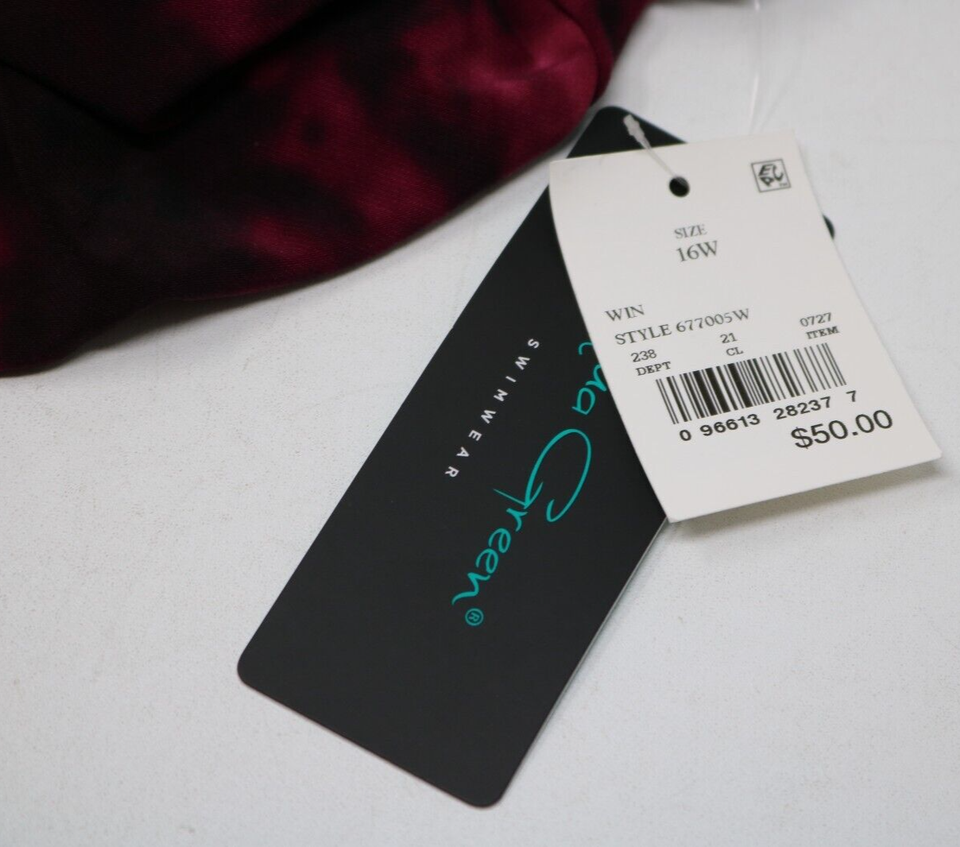 SIZE
16W
WIN
STYLE 677005W
238 21 0727
DEPT CL ITEM
0 96613 28237 7
$50.00
Green®
SWIMWEAR